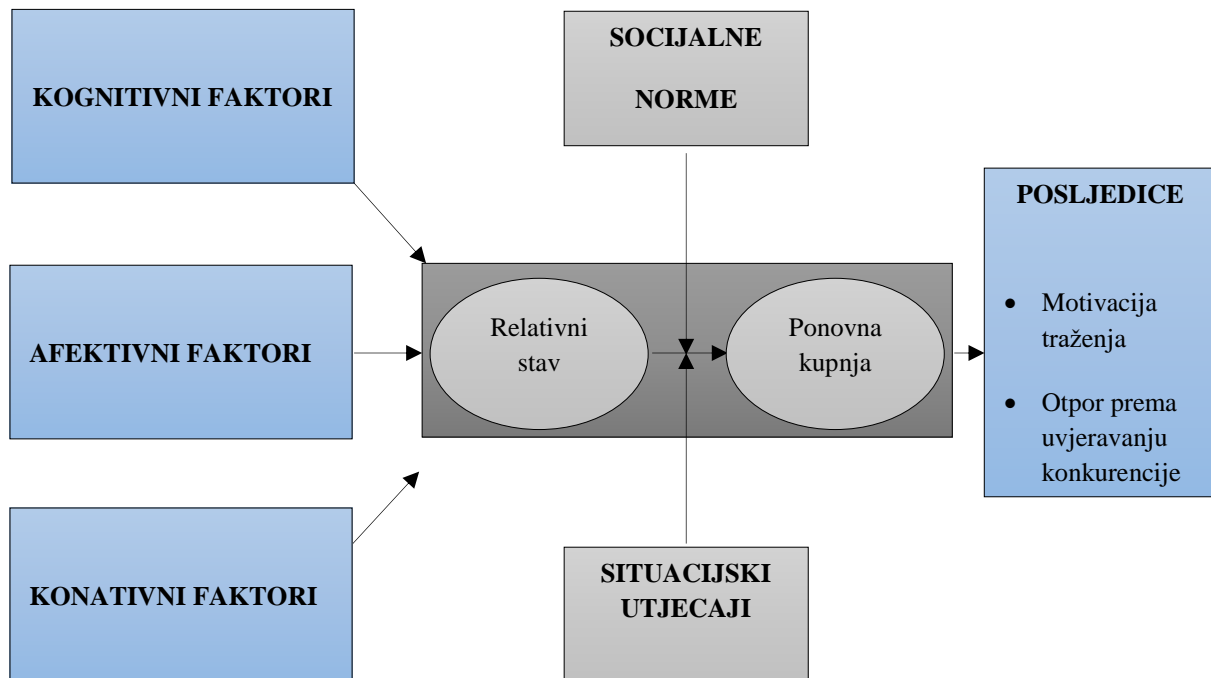 KOGNITIVNI FAKTORI
SOCIJALNE
NORME
AFEKTIVNI FAKTORI
Relativni
stav
Ponovna
kupnja
POSLJEDICE
• Motivacija
traženja
• Otpor prema
uvjeravanju
konkurencije
KONATIVNI FAKTORI
SITUACIJSKI
UTJECAJI